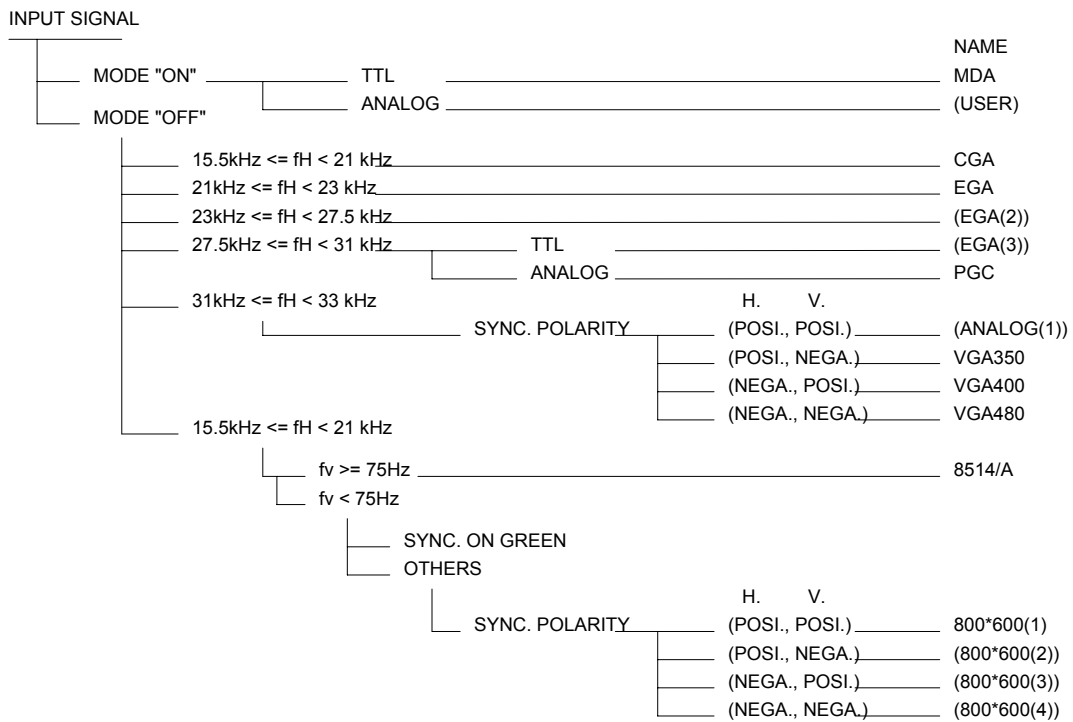 INPUT SIGNAL
NAME
MODE "ON" TTL MDA
ANALOG (USER)
MODE "OFF"
15.5kHz <= fH < 21 kHz CGA
21kHz <= fH < 23 kHz EGA
23kHz <= fH < 27.5 kHz (EGA(2))
27.5kHz <= fH < 31 kHz TTL (EGA(3))
ANALOG PGC
31kHz <= fH < 33 kHz H. V.
SYNC. POLARITY (POSI., POSI.) (ANALOG(1))
(POSI., NEGA.) VGA350
(NEGA., POSI.) VGA400
(NEGA., NEGA.) VGA480
15.5kHz <= fH < 21 kHz
fv >= 75Hz 8514/A
fv < 75Hz
SYNC. ON GREEN
OTHERS
H. V.
SYNC. POLARITY (POSI., POSI.) 800*600(1)
(POSI., NEGA.) (800*600(2))
(NEGA., POSI.) (800*600(3))
(NEGA., NEGA.) (800*600(4))